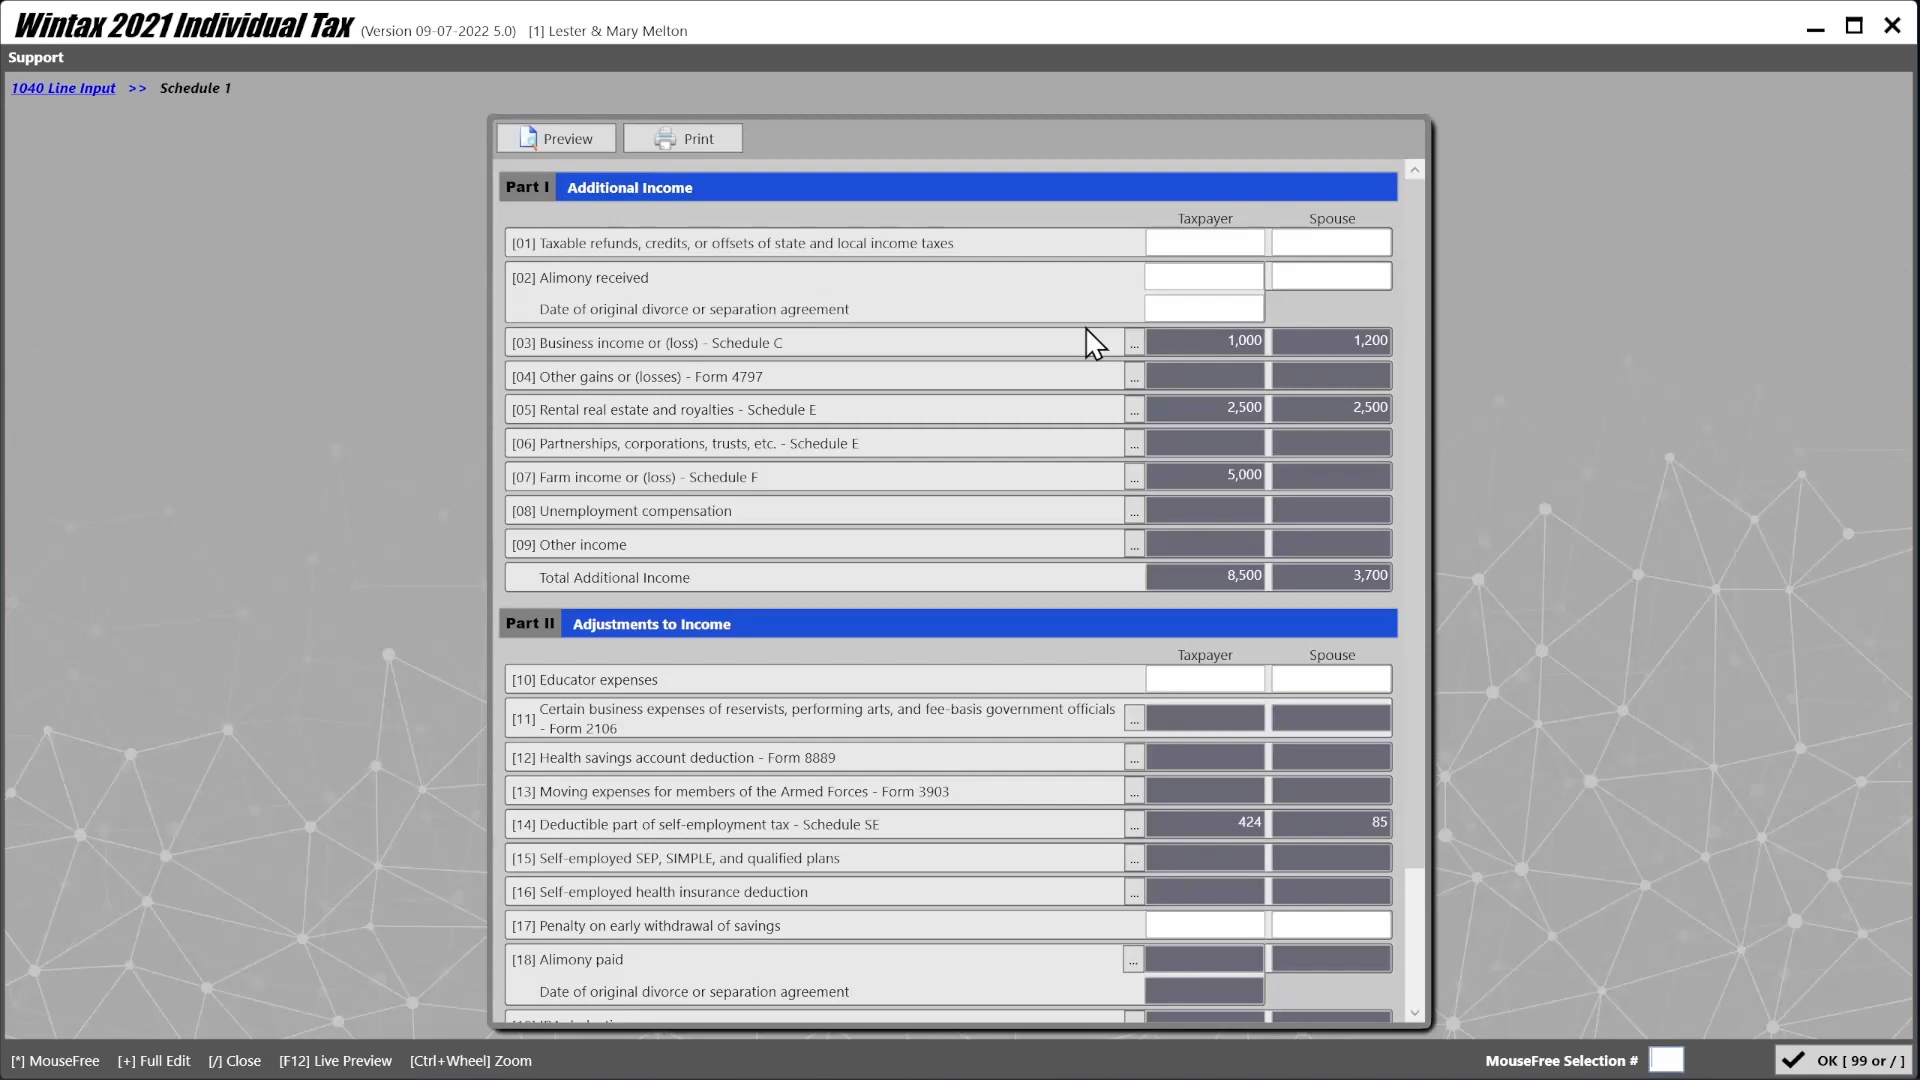 Wintax 2021 Individual Tax (Version 09-07-2022 5.0) [1] Lester & Mary Melton
Support
1040 Line Input >> Schedule 1
Preview Print
Part I Additional Income
Taxpayer Spouse
[01] Taxable refunds, credits, or offsets of state and local income taxes
[02] Alimony received
Date of original divorce or separation agreement
[03] Business income or (loss) - Schedule C ... 1,000 1,200
[04] Other gains or (losses) - Form 4797 ...
[05] Rental real estate and royalties - Schedule E ... 2,500 2,500
[06] Partnerships, corporations, trusts, etc. - Schedule E ...
[07] Farm income or (loss) - Schedule F ... 5,000
[08] Unemployment compensation ...
[09] Other income ...
Total Additional Income 8,500 3,700
Part II Adjustments to Income
Taxpayer Spouse
[10] Educator expenses
[11] Certain business expenses of reservists, performing arts, and fee-basis government officials ...
- Form 2106
[12] Health savings account deduction - Form 8889 ...
[13] Moving expenses for members of the Armed Forces - Form 3903 ...
[14] Deductible part of self-employment tax - Schedule SE ... 424 85
[15] Self-employed SEP, SIMPLE, and qualified plans ...
[16] Self-employed health insurance deduction ...
[17] Penalty on early withdrawal of savings
[18] Alimony paid ...
Date of original divorce or separation agreement
[*] MouseFree [+] Full Edit [/] Close [F12] Live Preview [Ctrl+Wheel] Zoom MouseFree Selection # OK [ 99 or / ]